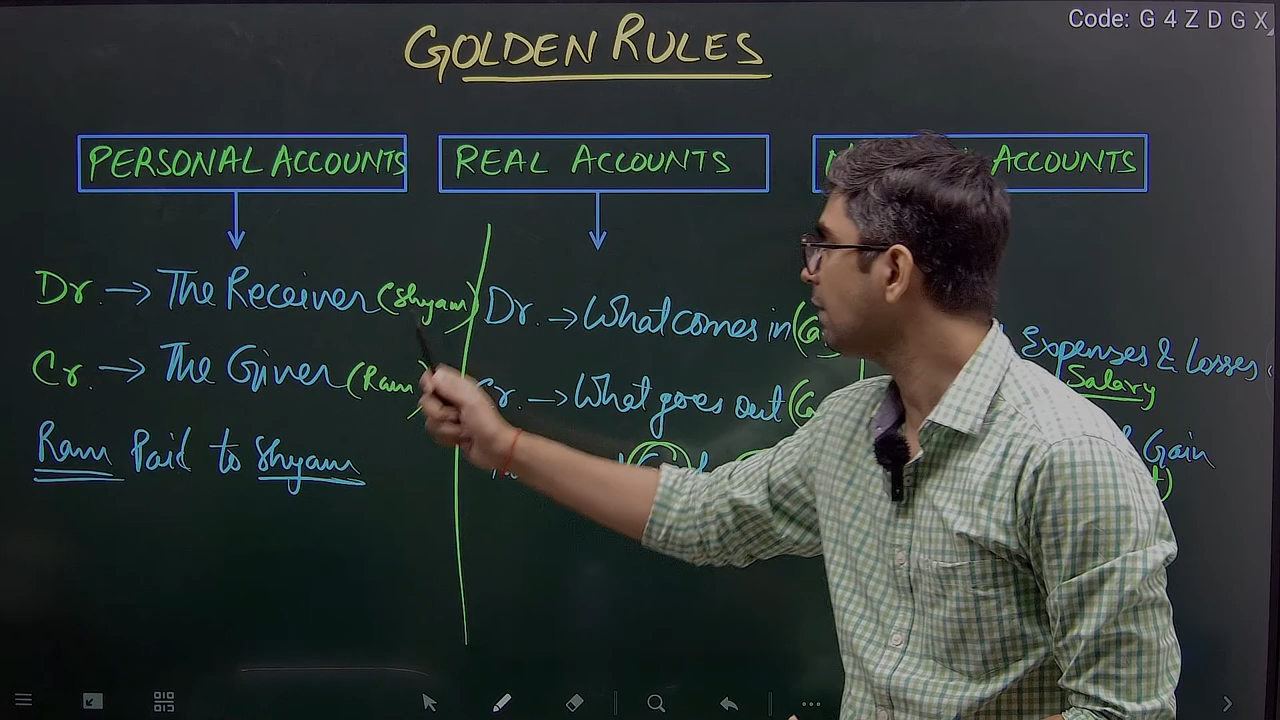 Code: G 4 Z D G X
GOLDEN RULES
PERSONAL ACCOUNTS
REAL ACCOUNTS
ACCOUNTS
Dr. → The Receiver (Shyam)
Cr. → The Giver (Ram)
Ram Paid to Shyam
Dr. → What comes in
Cr. → What goes out
Expenses & Losses
Salary
Gain